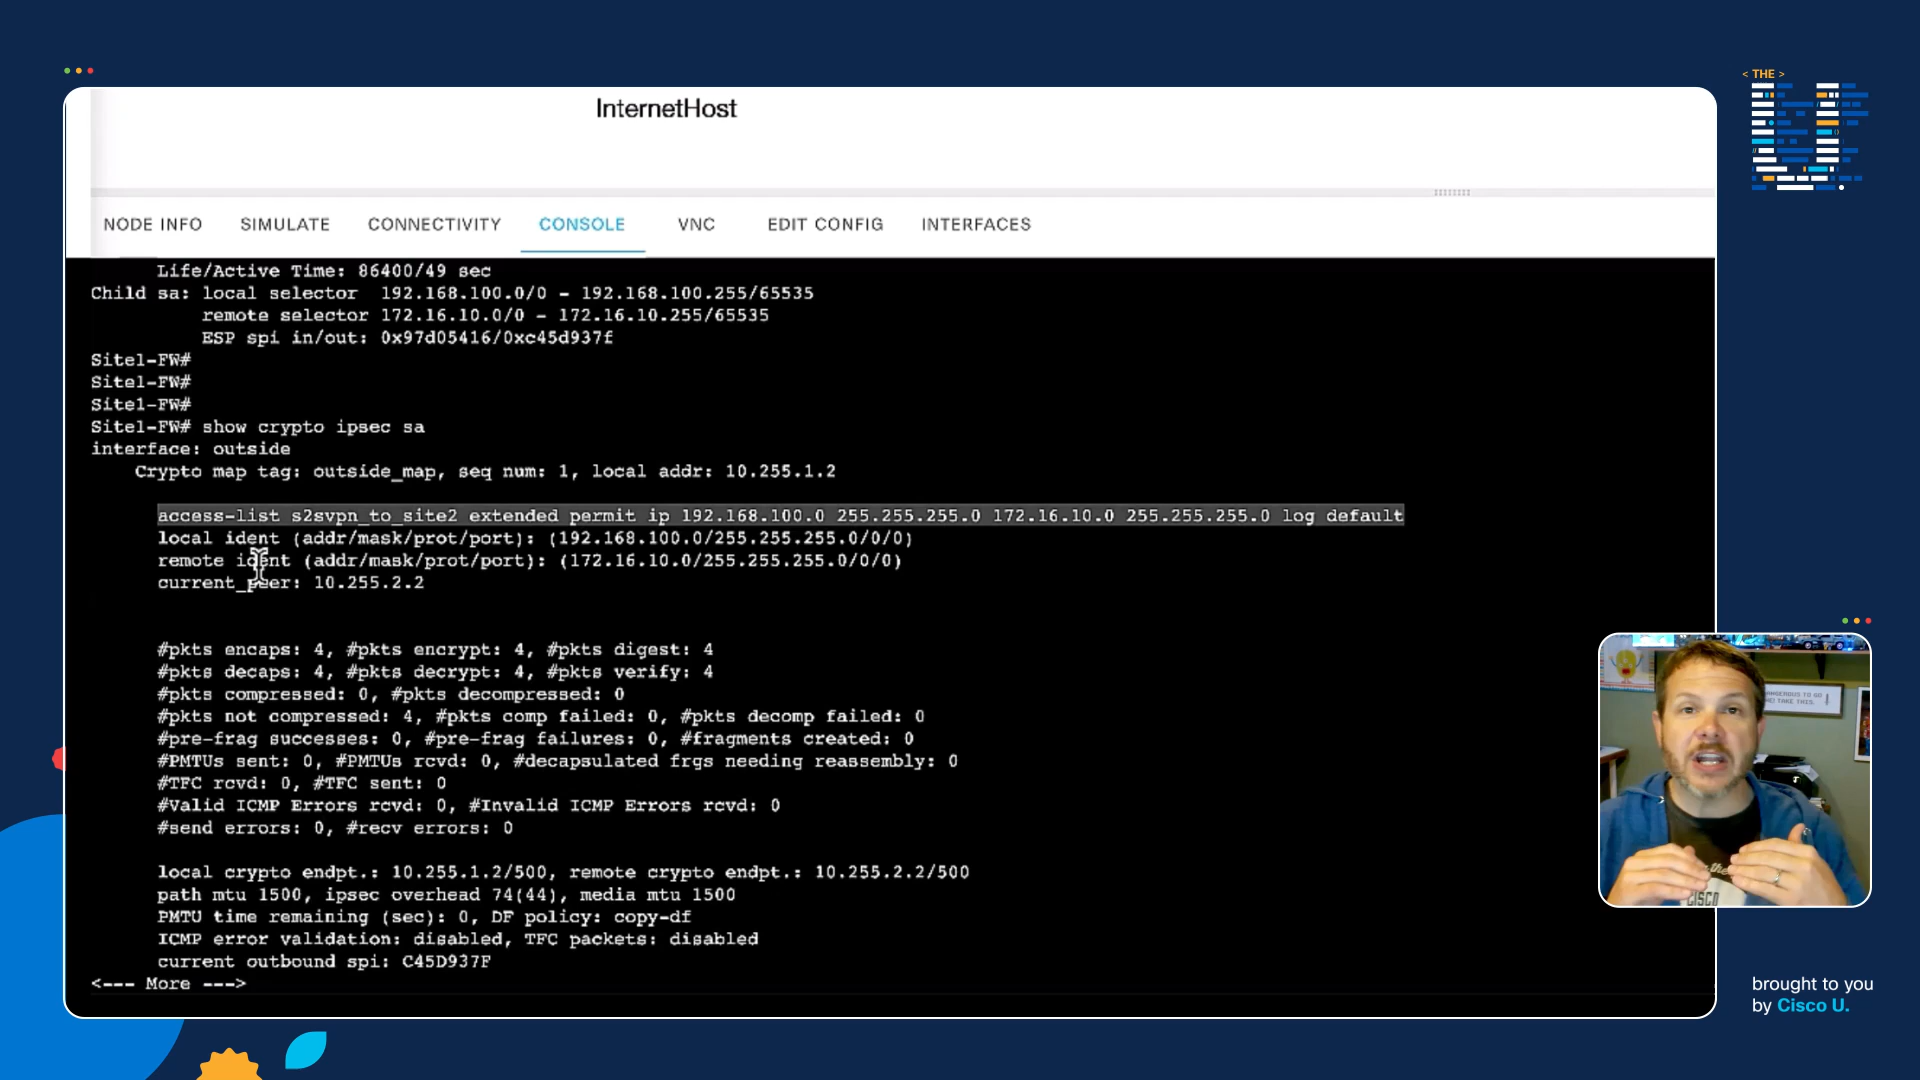 < THE >
InternetHost
NODE INFO SIMULATE CONNECTIVITY CONSOLE VNC EDIT CONFIG INTERFACES
Life/Active Time: 86400/49 sec
Child sa: local selector 192.168.100.0/0 - 192.168.100.255/65535
remote selector 172.16.10.0/0 - 172.16.10.255/65535
ESP spi in/out: 0x97d05416/0xc45d937f
Site1-FW#
Site1-FW#
Site1-FW#
Site1-FW# show crypto ipsec sa
interface: outside
Crypto map tag: outside_map, seq num: 1, local addr: 10.255.1.2
access-list s2svpn_to_site2 extended permit ip 192.168.100.0 255.255.255.0 172.16.10.0 255.255.255.0 log default
local ident (addr/mask/prot/port): (192.168.100.0/255.255.255.0/0/0)
remote ident (addr/mask/prot/port): (172.16.10.0/255.255.255.0/0/0)
current_peer: 10.255.2.2
#pkts encaps: 4, #pkts encrypt: 4, #pkts digest: 4
#pkts decaps: 4, #pkts decrypt: 4, #pkts verify: 4
#pkts compressed: 0, #pkts decompressed: 0
#pkts not compressed: 4, #pkts comp failed: 0, #pkts decomp failed: 0
#pre-frag successes: 0, #pre-frag failures: 0, #fragments created: 0
#PMTUs sent: 0, #PMTUs rcvd: 0, #decapsulated frgs needing reassembly: 0
#TFC rcvd: 0, #TFC sent: 0
#Valid ICMP Errors rcvd: 0, #Invalid ICMP Errors rcvd: 0
#send errors: 0, #recv errors: 0
local crypto endpt.: 10.255.1.2/500, remote crypto endpt.: 10.255.2.2/500
path mtu 1500, ipsec overhead 74(44), media mtu 1500
PMTU time remaining (sec): 0, DF policy: copy-df
ICMP error validation: disabled, TFC packets: disabled
current outbound spi: C45D937F
<--- More --->
DANGEROUS TO GO
TAKE THIS.
CISCO
brought to you
by Cisco U.